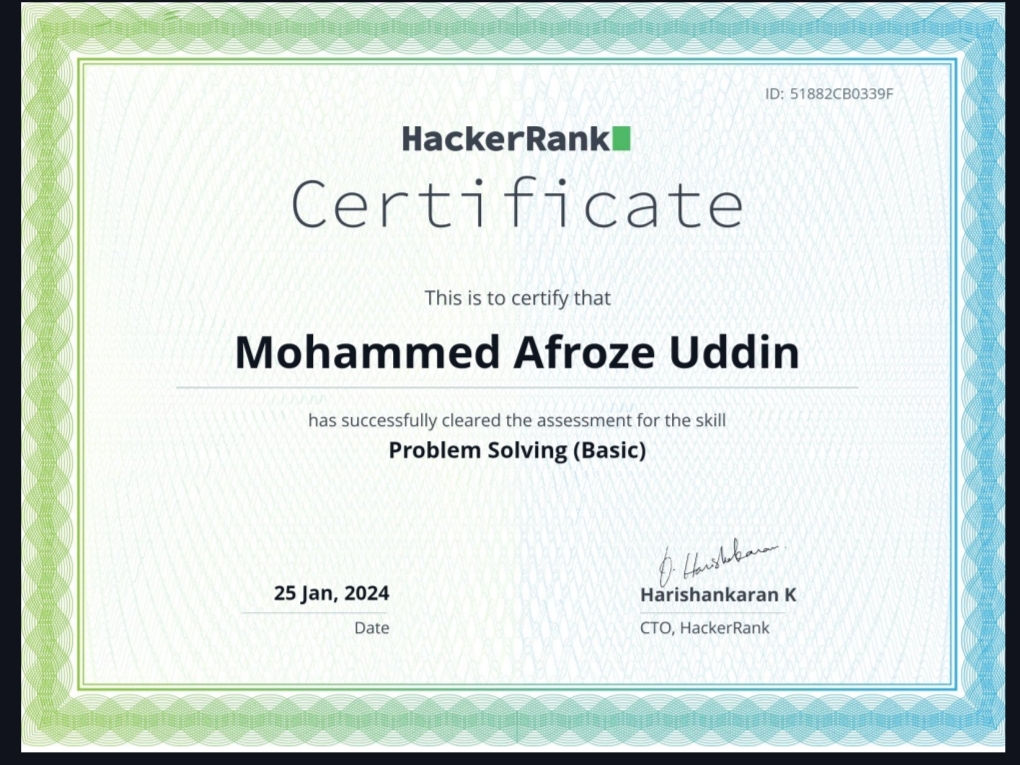 ID: 51882CB0339F
HackerRank
Certificate
This is to certify that
Mohammed Afroze Uddin
has successfully cleared the assessment for the skill
Problem Solving (Basic)
25 Jan, 2024
Date
Harishankaran K
CTO, HackerRank